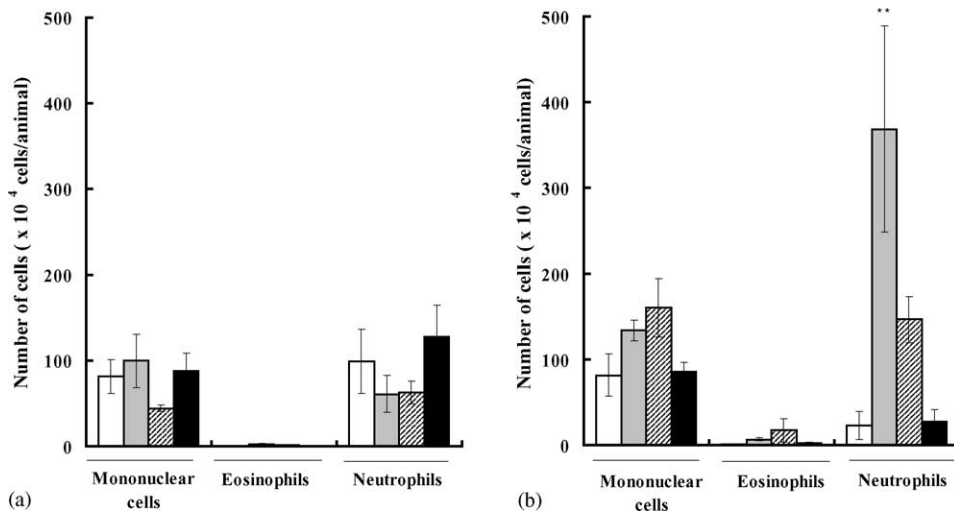 500
400
300
200
100
0
Number of cells ( x 10 4 cells/animal)
Mononuclear
cells
Eosinophils
Neutrophils
(a)
**
500
400
300
200
100
0
Number of cells ( x 10 4 cells/animal)
Mononuclear
cells
Eosinophils
Neutrophils
(b)